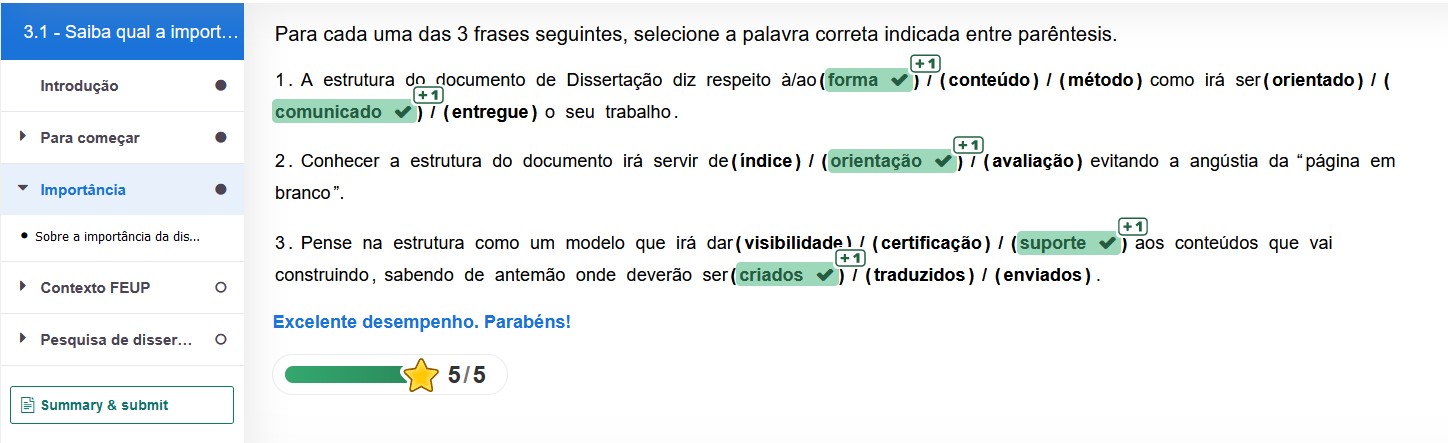 3.1 - Saiba qual a import...
Introdução
Para começar
Importância
Sobre a importância da dis...
Contexto FEUP
Pesquisa de disser...
Summary & submit
Para cada uma das 3 frases seguintes, selecione a palavra correta indicada entre parêntesis.
+1
1. A estrutura do documento de Dissertação diz respeito à/ao (forma ✔) / (conteúdo) / (método) como irá ser (orientado) / (
+1
comunicado ✔) / (entregue) o seu trabalho.
+1
2. Conhecer a estrutura do documento irá servir de (índice) / (orientação ✔) / (avaliação) evitando a angústia da “página em
branco”.
+1
3. Pense na estrutura como um modelo que irá dar (visibilidade) / (certificação) / (suporte ✔) aos conteúdos que vai
+1
construindo, sabendo de antemão onde deverão ser (criados ✔) / (traduzidos) / (enviados).
Excelente desempenho. Parabéns!
5/5